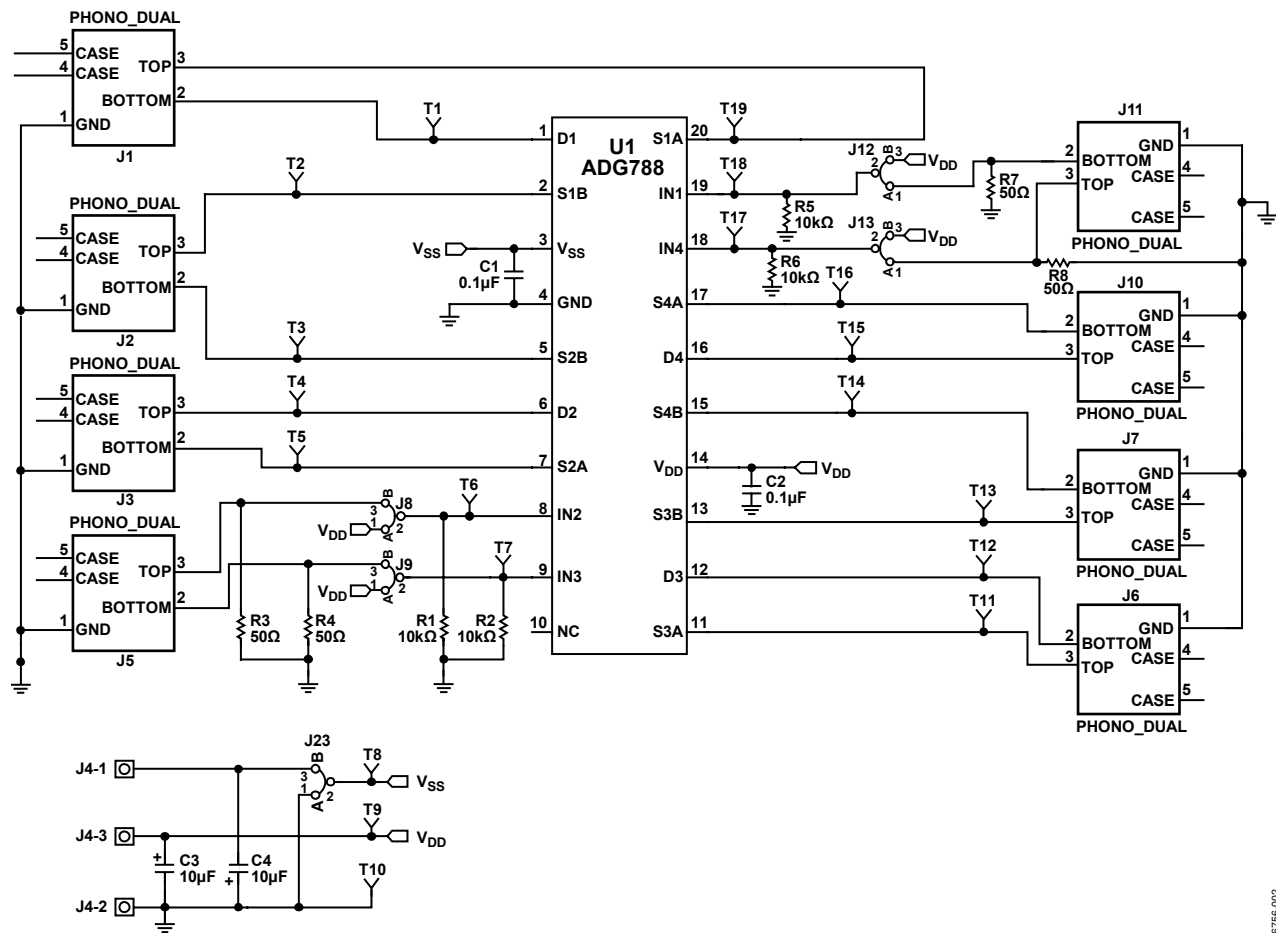 PHONO_DUAL
5 CASE
4 CASE
TOP 3
BOTTOM 2
1 GND
J1
PHONO_DUAL
5 CASE
4 CASE
TOP 3
BOTTOM 2
1 GND
J2
PHONO_DUAL
5 CASE
4 CASE
TOP 3
BOTTOM 2
1 GND
J3
PHONO_DUAL
5 CASE
4 CASE
TOP 3
BOTTOM 2
1 GND
J5
T1
T2
VSS
C1
0.1µF
T3
T4
T5
T6
T7
B
3
1
A 2
J8
VDD
B
3
1
A 2
J9
VDD
R3
50Ω
R4
50Ω
R1
10kΩ
R2
10kΩ
U1
ADG788
1 D1
2 S1B
3 VSS
4 GND
5 S2B
6 D2
7 S2A
8 IN2
9 IN3
10 NC
S1A 20
IN1 19
IN4 18
S4A 17
D4 16
S4B 15
VDD 14
S3B 13
D3 12
S3A 11
T19
T18
T17
T16
T15
T14
T13
T12
T11
J12
B 3
2
A 1
VDD
J13
B 3
2
A 1
VDD
R5
10kΩ
R6
10kΩ
R7
50Ω
R8
50Ω
C2
0.1µF
VDD
J11
GND 1
2 BOTTOM
CASE 4
3 TOP
CASE 5
PHONO_DUAL
J10
GND 1
2 BOTTOM
CASE 4
3 TOP
CASE 5
PHONO_DUAL
J7
GND 1
2 BOTTOM
CASE 4
3 TOP
CASE 5
PHONO_DUAL
J6
GND 1
2 BOTTOM
CASE 4
3 TOP
CASE 5
PHONO_DUAL
J4-1
J23
B
3
1
A 2
T8
VSS
J4-3
T9
VDD
+ C3
10µF
C4
+ 10µF
T10
J4-2